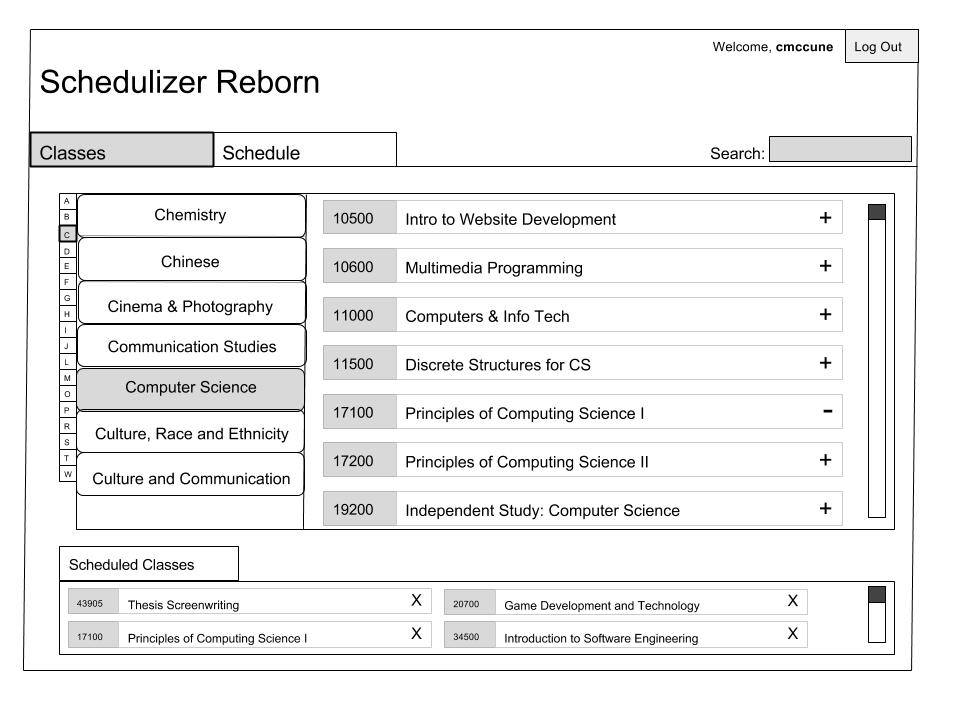 Welcome, cmccune
Log Out
Schedulizer Reborn
Classes
Schedule
Search:
A
B
C
D
E
F
G
H
I
J
L
M
O
P
R
S
T
W
Chemistry
Chinese
Cinema & Photography
Communication Studies
Computer Science
Culture, Race and Ethnicity
Culture and Communication
10500 Intro to Website Development +
10600 Multimedia Programming +
11000 Computers & Info Tech +
11500 Discrete Structures for CS +
17100 Principles of Computing Science I -
17200 Principles of Computing Science II +
19200 Independent Study: Computer Science +
Scheduled Classes
43905 Thesis Screenwriting X
20700 Game Development and Technology X
17100 Principles of Computing Science I X
34500 Introduction to Software Engineering X